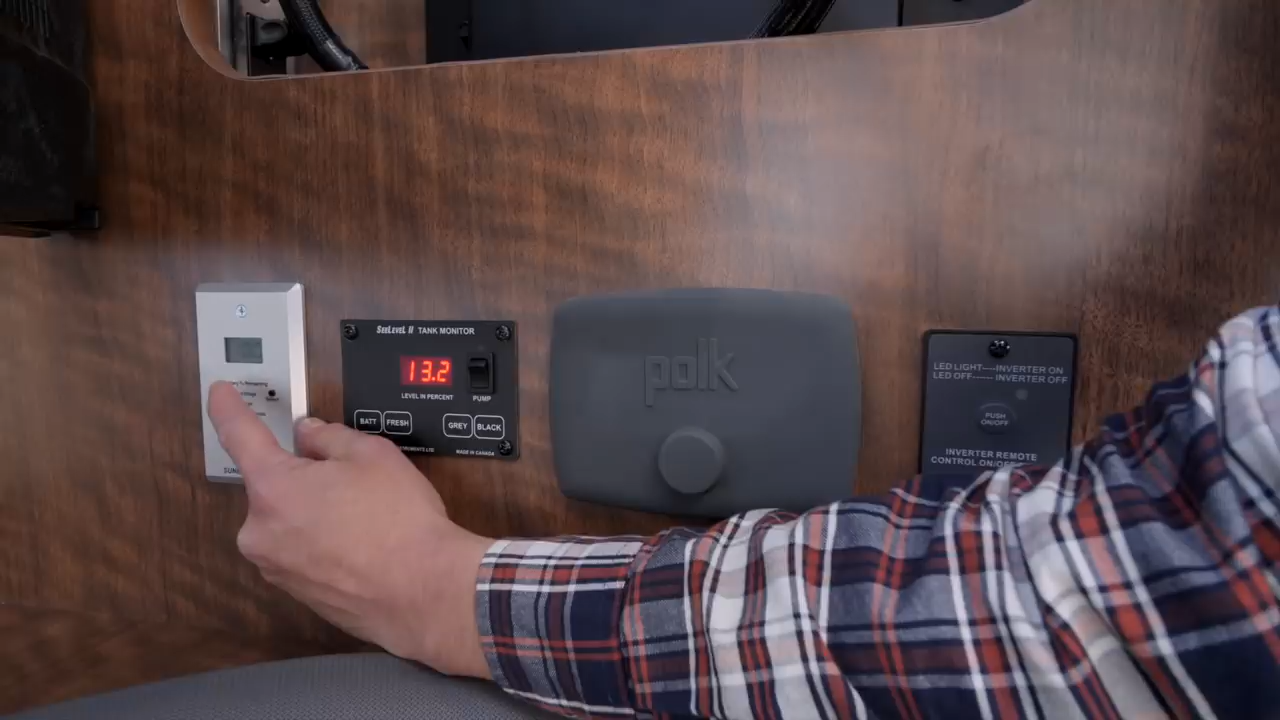 SEELEVEL II TANK MONITOR
13.2
LEVEL IN PERCENT
PUMP
BATT
FRESH
GREY
BLACK
MADE IN CANADA
polk
LED LIGHT----INVERTER ON
LED OFF------ INVERTER OFF
PUSH
ON/OFF
INVERTER REMOTE
CONTROL ON/OFF